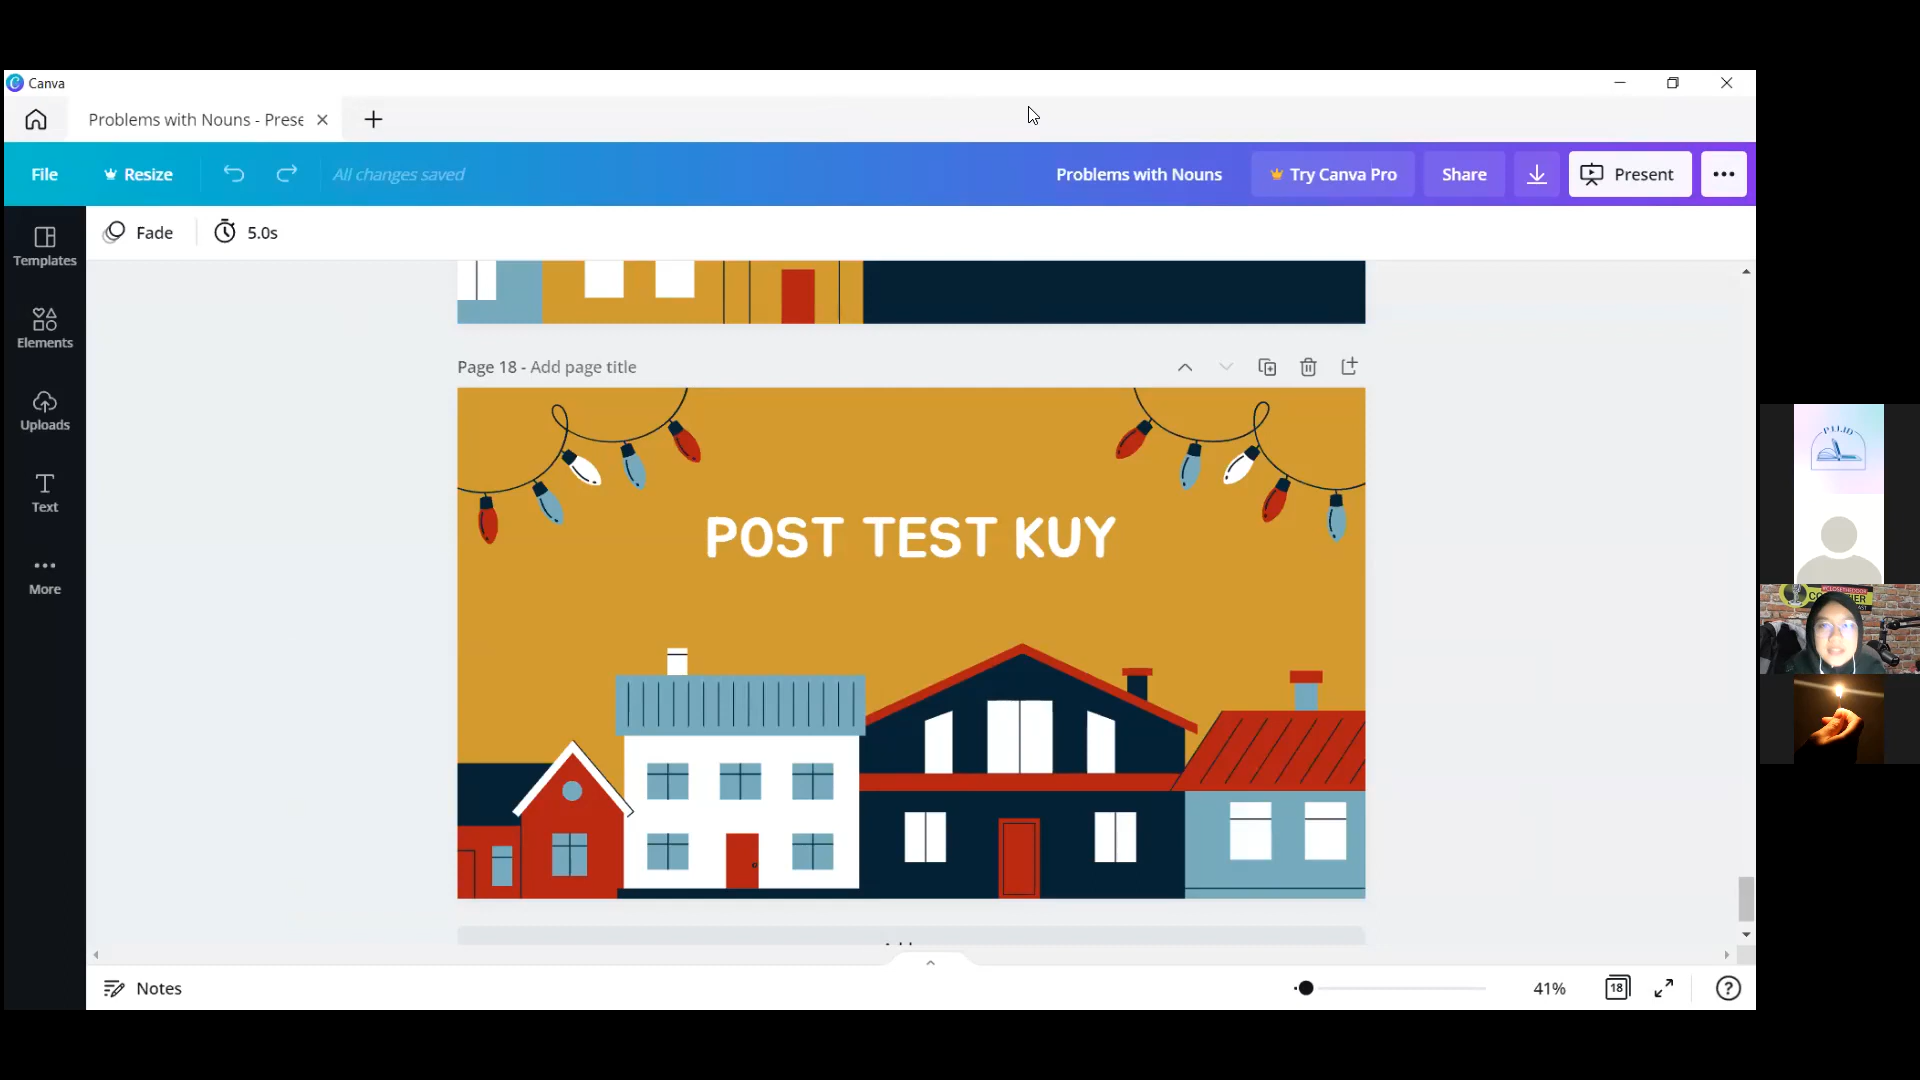 Canva
Problems with Nouns - Prese
File
Resize
All changes saved
Problems with Nouns
Try Canva Pro
Share
Present
Fade
5.0s
Templates
Elements
Uploads
Text
More
Page 18 - Add page title
POST TEST KUY
Notes
41%
18
?